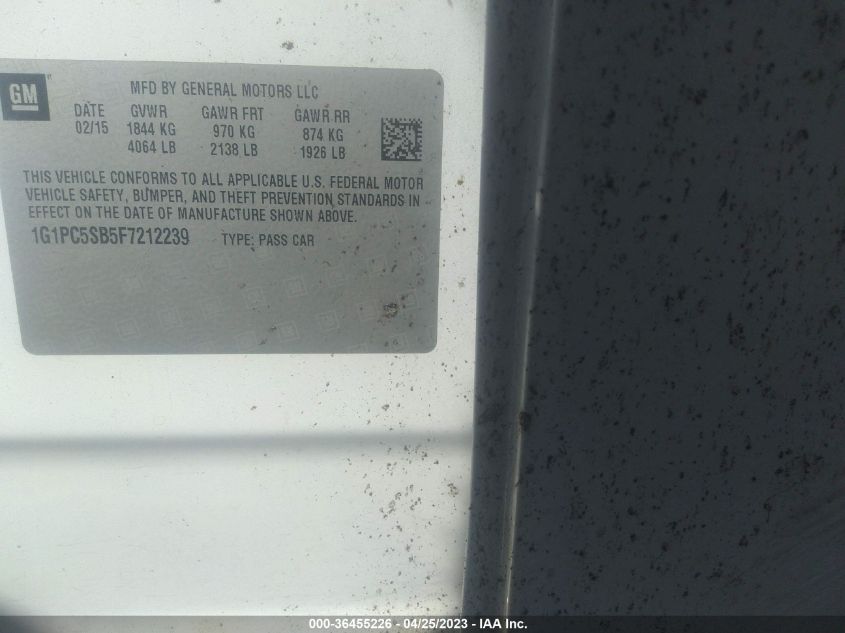 GM
MFD BY GENERAL MOTORS LLC
DATE GVWR GAWR FRT GAWR RR
02/15 1844 KG 970 KG 874 KG
4064 LB 2138 LB 1926 LB
THIS VEHICLE CONFORMS TO ALL APPLICABLE U.S. FEDERAL MOTOR
VEHICLE SAFETY, BUMPER, AND THEFT PREVENTION STANDARDS IN
EFFECT ON THE DATE OF MANUFACTURE SHOWN ABOVE.
1G1PC5SB5F7212239 TYPE: PASS CAR
000-36455226 - 04/25/2023 - IAA Inc.